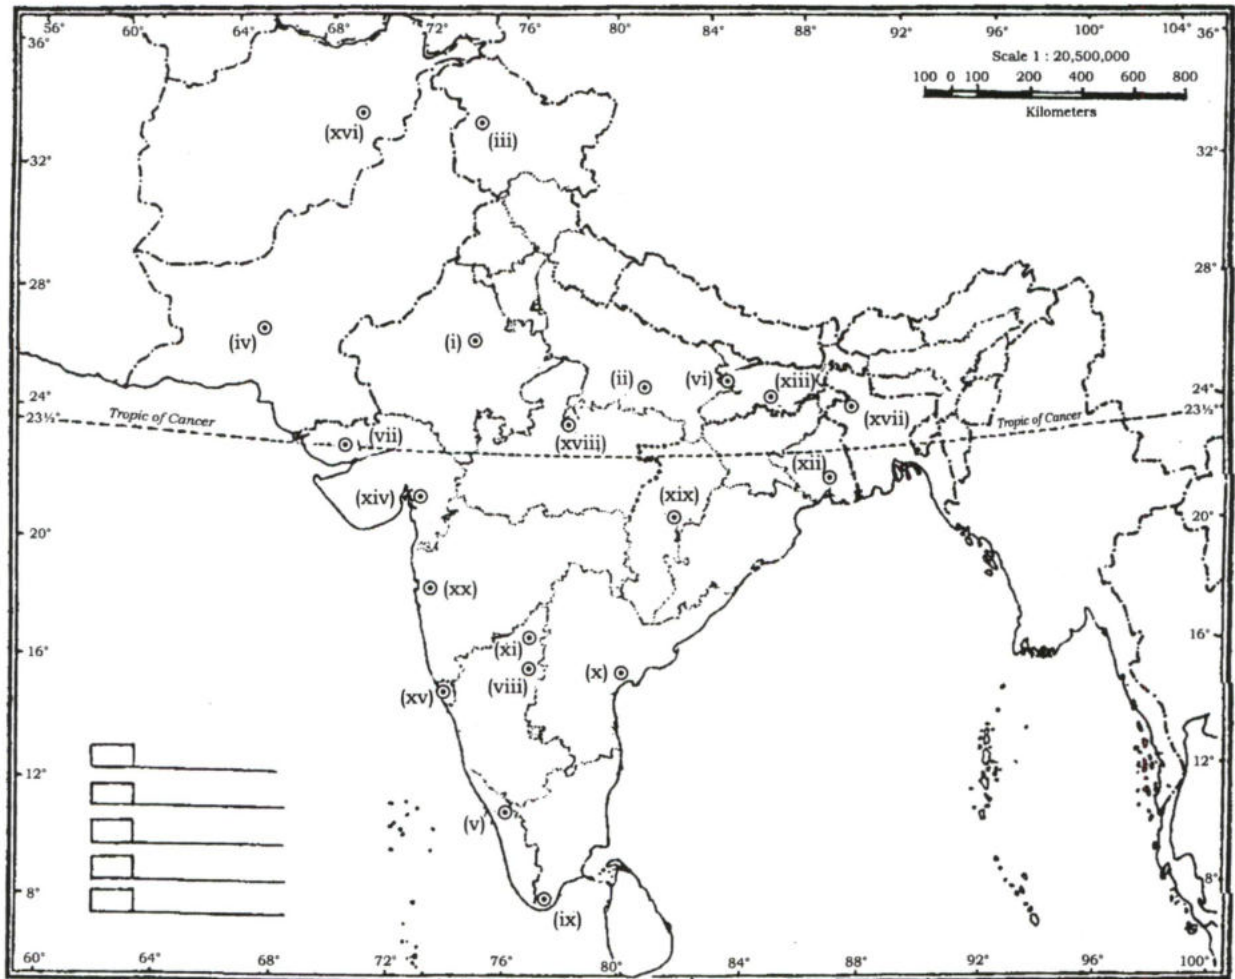 56° 60° 64° 68° 72° 76° 80° 84° 88° 92° 96° 100° 104°
36° 36°
Scale 1 : 20,500,000
100 0 100 200 400 600 800
Kilometers
(xvi) (iii)
32° 32°
28° 28°
(iv) (i)
(ii) (vi) (xiii)
24° 24°
23½° Tropic of Cancer (vii) (xviii) (xvii) Tropic of Cancer 23½°
(xii)
(xiv) (xix)
20° 20°
(xx)
16° (xi) 16°
(xv) (viii) (x)
12° 12°
(v)
8° 8°
(ix)
60° 64° 68° 72° 76° 80° 84° 88° 92° 96° 100°